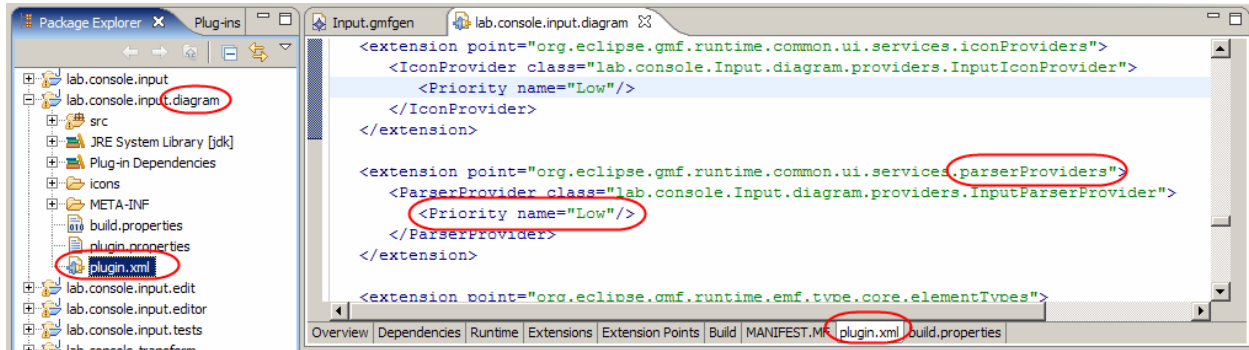 Package Explorer Plug-ins
lab.console.input
lab.console.input.diagram
src
JRE System Library [jdk]
Plug-in Dependencies
icons
META-INF
build.properties
plugin.properties
plugin.xml
lab.console.input.edit
lab.console.input.editor
lab.console.input.tests
lab.console.transform
Input.gmfgen lab.console.input.diagram
<extension point="org.eclipse.gmf.runtime.common.ui.services.iconProviders">
<IconProvider class="lab.console.Input.diagram.providers.InputIconProvider">
<Priority name="Low"/>
</IconProvider>
</extension>
<extension point="org.eclipse.gmf.runtime.common.ui.services.parserProviders">
<ParserProvider class="lab.console.Input.diagram.providers.InputParserProvider">
<Priority name="Low"/>
</ParserProvider>
</extension>
<extension point="org.eclipse.gmf.runtime.emf.type.core.elementTypes">
Overview Dependencies Runtime Extensions Extension Points Build MANIFEST.MF plugin.xml build.properties